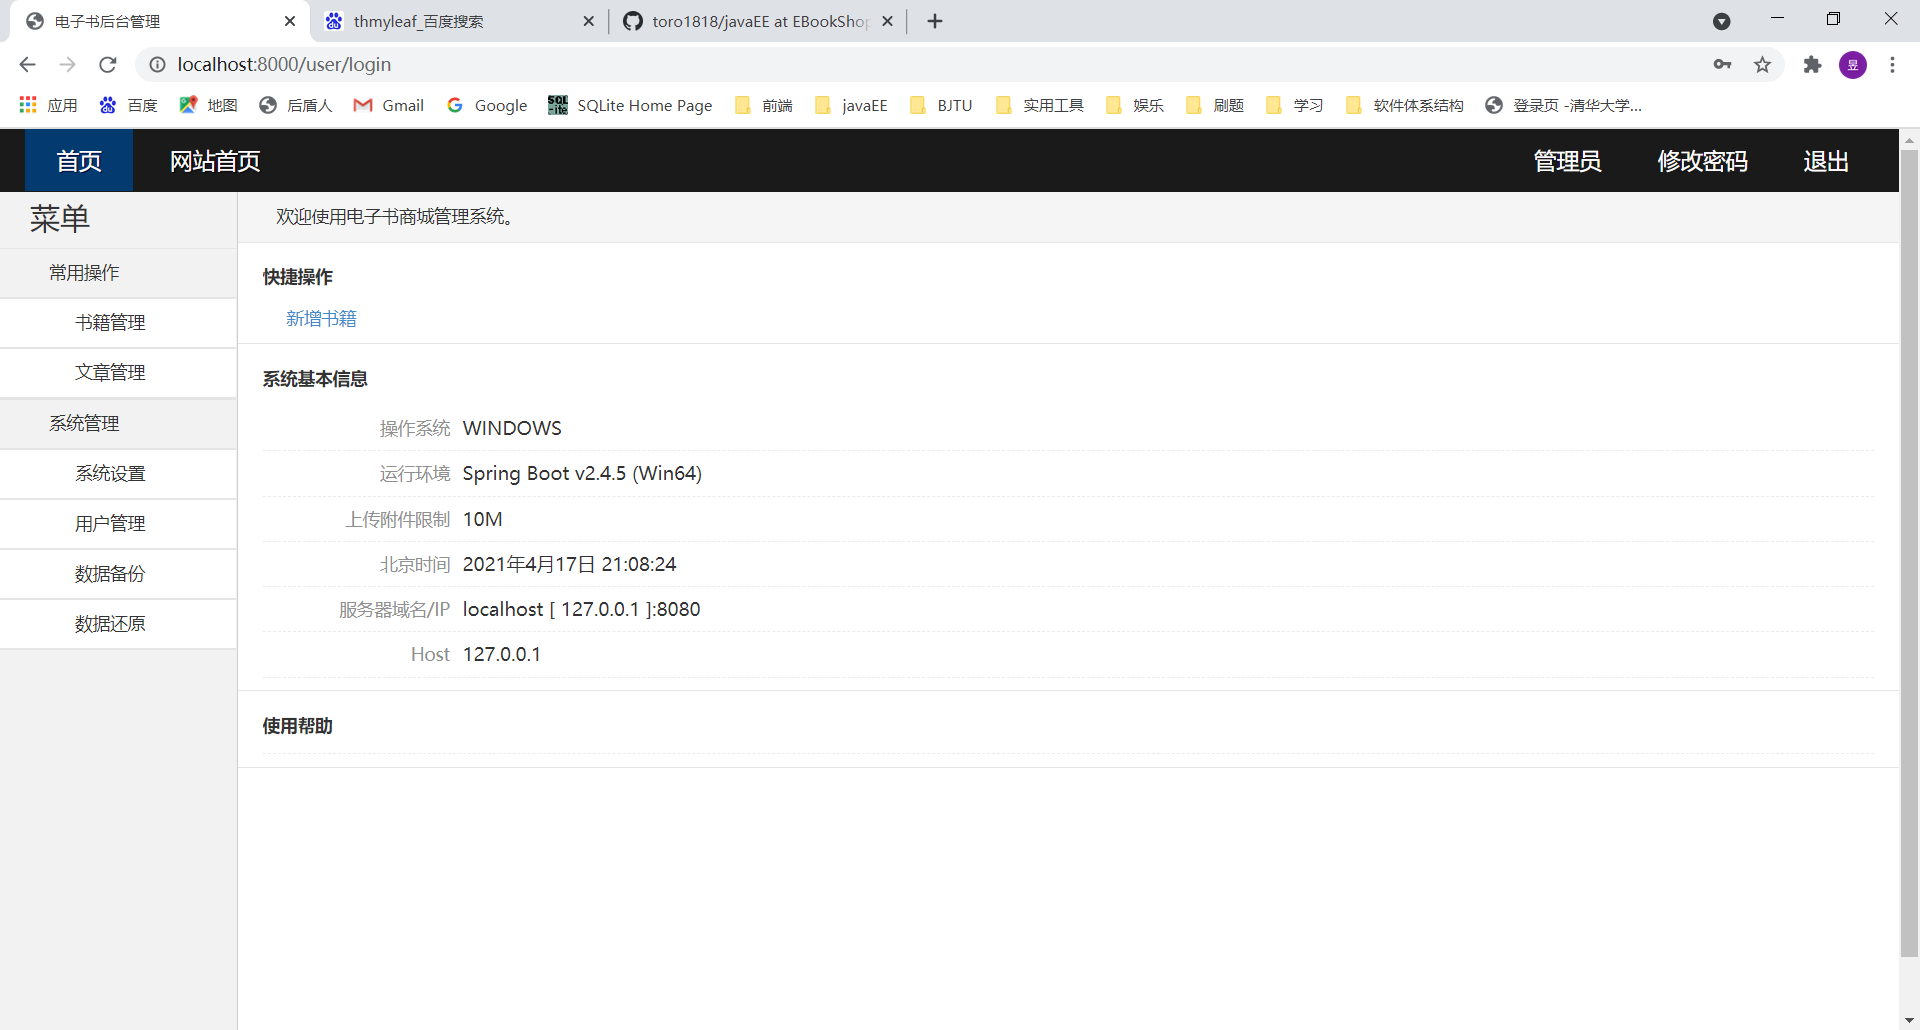 电子书后台管理
thmyleaf_百度搜索
toro1818/javaEE at EBookShop
localhost:8000/user/login
昱
应用
百度
地图
后盾人
Gmail
Google
SQLite Home Page
前端
javaEE
BJTU
实用工具
娱乐
刷题
学习
软件体系结构
登录页 -清华大学...
首页
网站首页
管理员
修改密码
退出
菜单
常用操作
书籍管理
文章管理
系统管理
系统设置
用户管理
数据备份
数据还原
欢迎使用电子书商城管理系统。
快捷操作
新增书籍
系统基本信息
操作系统 WINDOWS
运行环境 Spring Boot v2.4.5 (Win64)
上传附件限制 10M
北京时间 2021年4月17日 21:08:24
服务器域名/IP localhost [ 127.0.0.1 ]:8080
Host 127.0.0.1
使用帮助